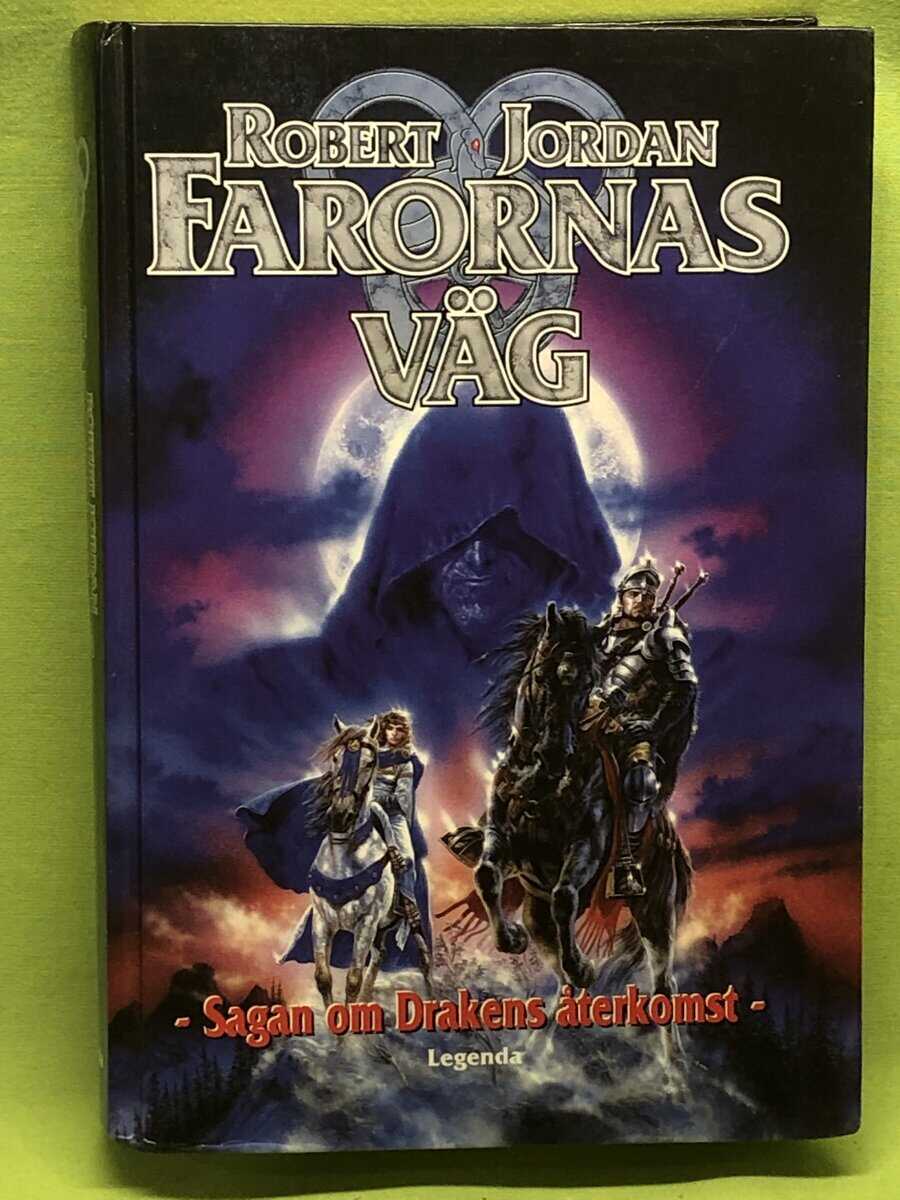 ROBERT JORDAN
FARORNAS
VÄG
- Sagan om Drakens återkomst -
Legenda